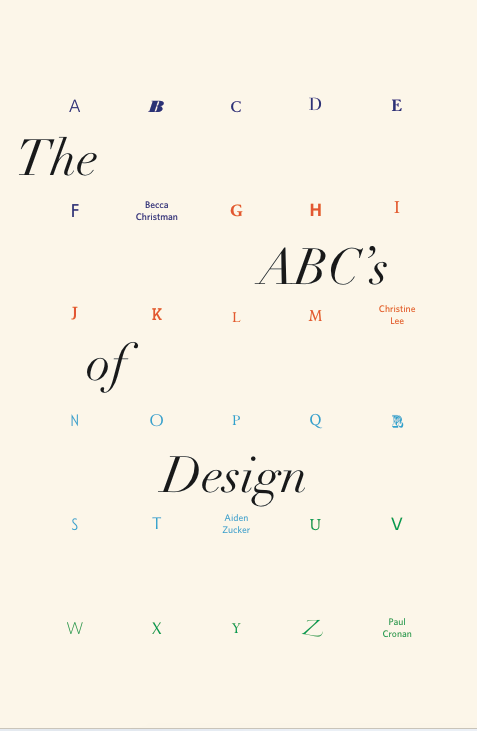 A B C D E
The
F Becca Christman G H I
ABC's
J K L M Christine Lee
of
N O P Q R
Design
S T Aiden Zucker U V
W X Y Z Paul Cronan